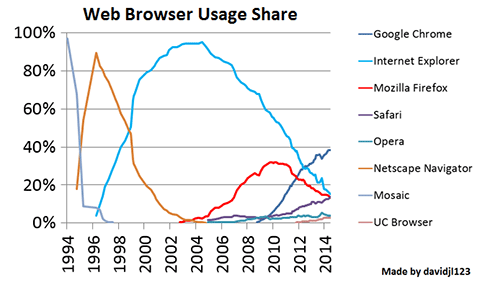 Web Browser Usage Share
100%
80%
60%
40%
20%
0%
1994
1996
1998
2000
2002
2004
2006
2008
2010
2012
2014
Google Chrome
Internet Explorer
Mozilla Firefox
Safari
Opera
Netscape Navigator
Mosaic
UC Browser
Made by davidjl123